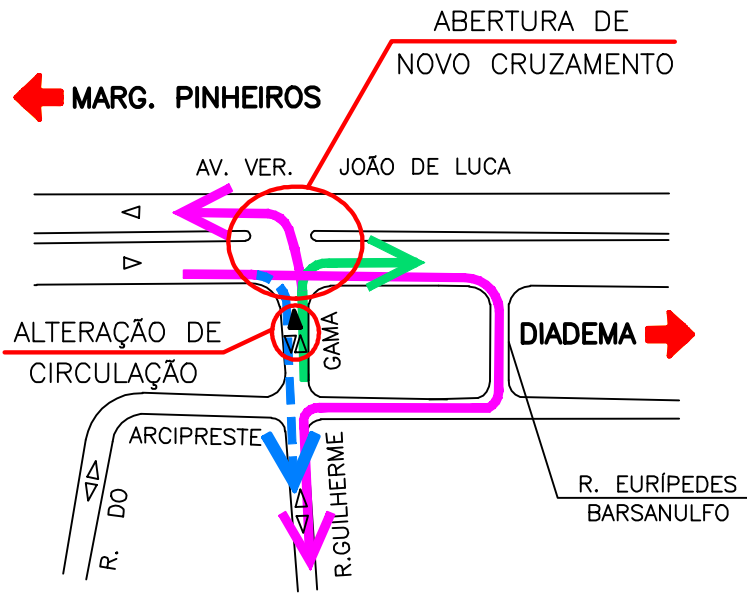 ABERTURA DE
NOVO CRUZAMENTO
MARG. PINHEIROS
AV. VER. JOÃO DE LUCA
ALTERAÇÃO DE
CIRCULAÇÃO
GAMA
DIADEMA
ARCIPRESTE
R.GUILHERME
R. DO
R. EURÍPEDES
BARSANULFO